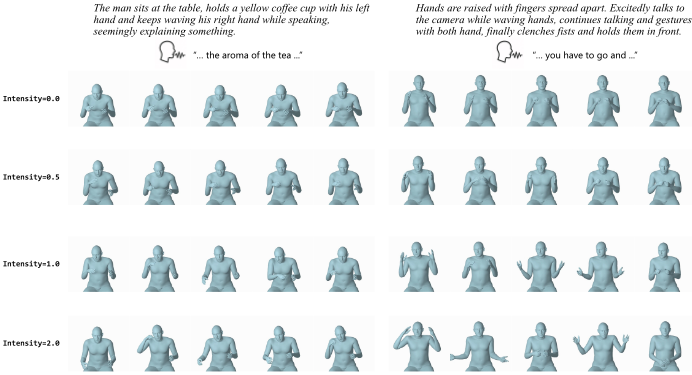 The man sits at the table, holds a yellow coffee cup with his left
hand and keeps waving his right hand while speaking,
seemingly explaining something.
"... the aroma of the tea ..."
Hands are raised with fingers spread apart. Excitedly talks to
the camera while waving hands, continues talking and gestures
with both hand, finally clenches fists and holds them in front.
"... you have to go and ..."
Intensity=0.0
Intensity=0.5
Intensity=1.0
Intensity=2.0